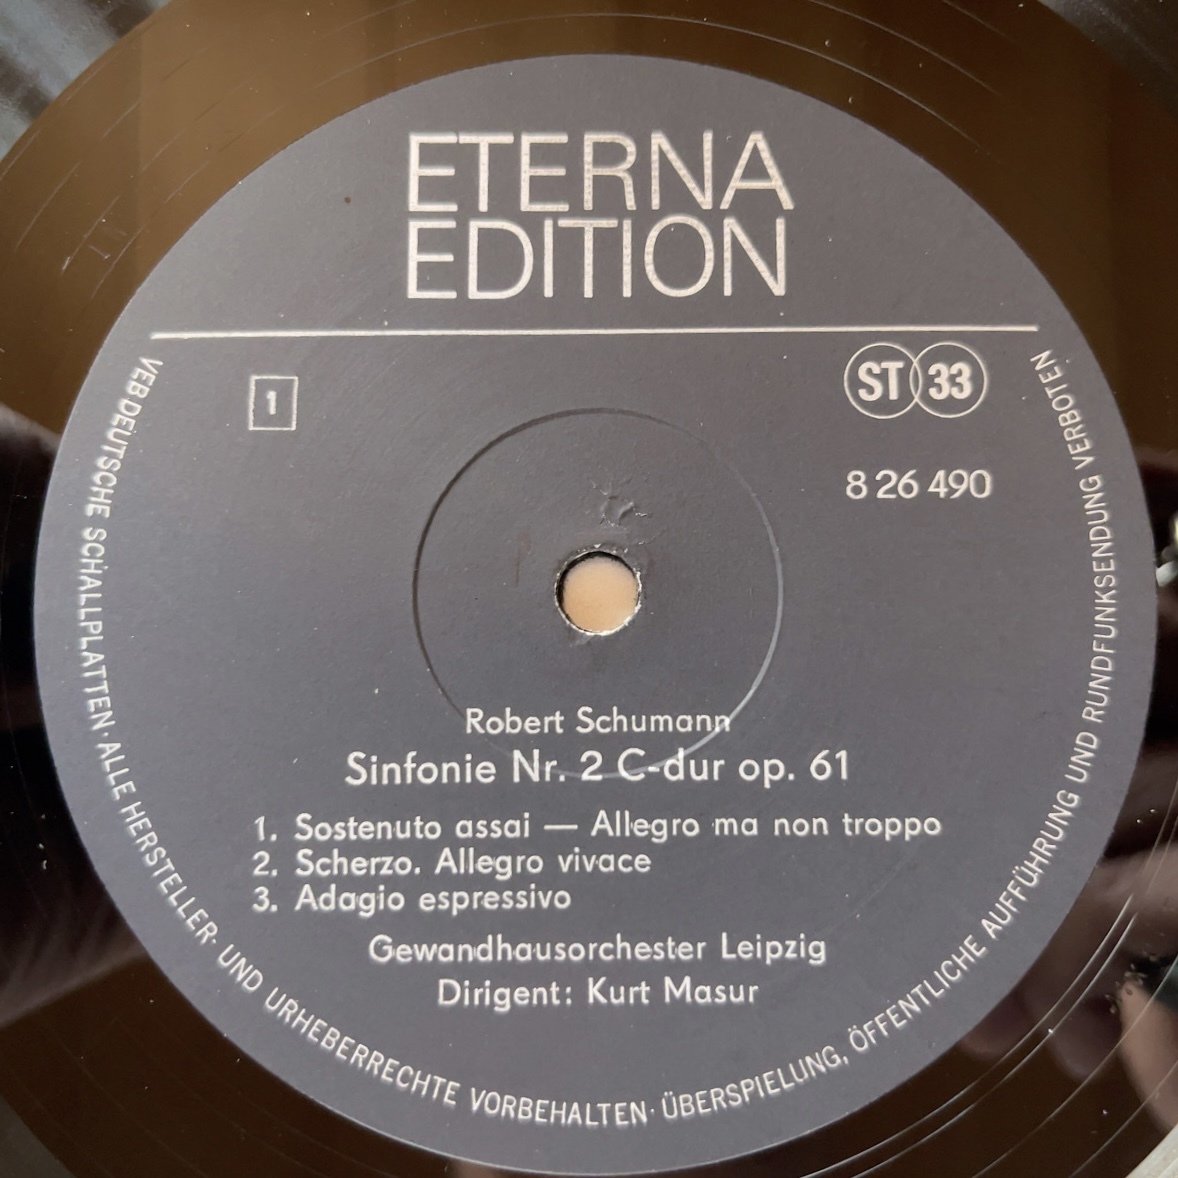 ETERNA
EDITION
1
ST 33
8 26 490
Robert Schumann
Sinfonie Nr. 2 C-dur op. 61
1. Sostenuto assai — Allegro ma non troppo
2. Scherzo. Allegro vivace
3. Adagio espressivo
Gewandhausorchester Leipzig
Dirigent: Kurt Masur
VEB DEUTSCHE SCHALLPLATTEN · ALLE HERSTELLER- UND URHEBERRECHTE VORBEHALTEN · ÜBERSPIELUNG, ÖFFENTLICHE AUFFÜHRUNG UND RUNDFUNKSENDUNG VERBOTEN